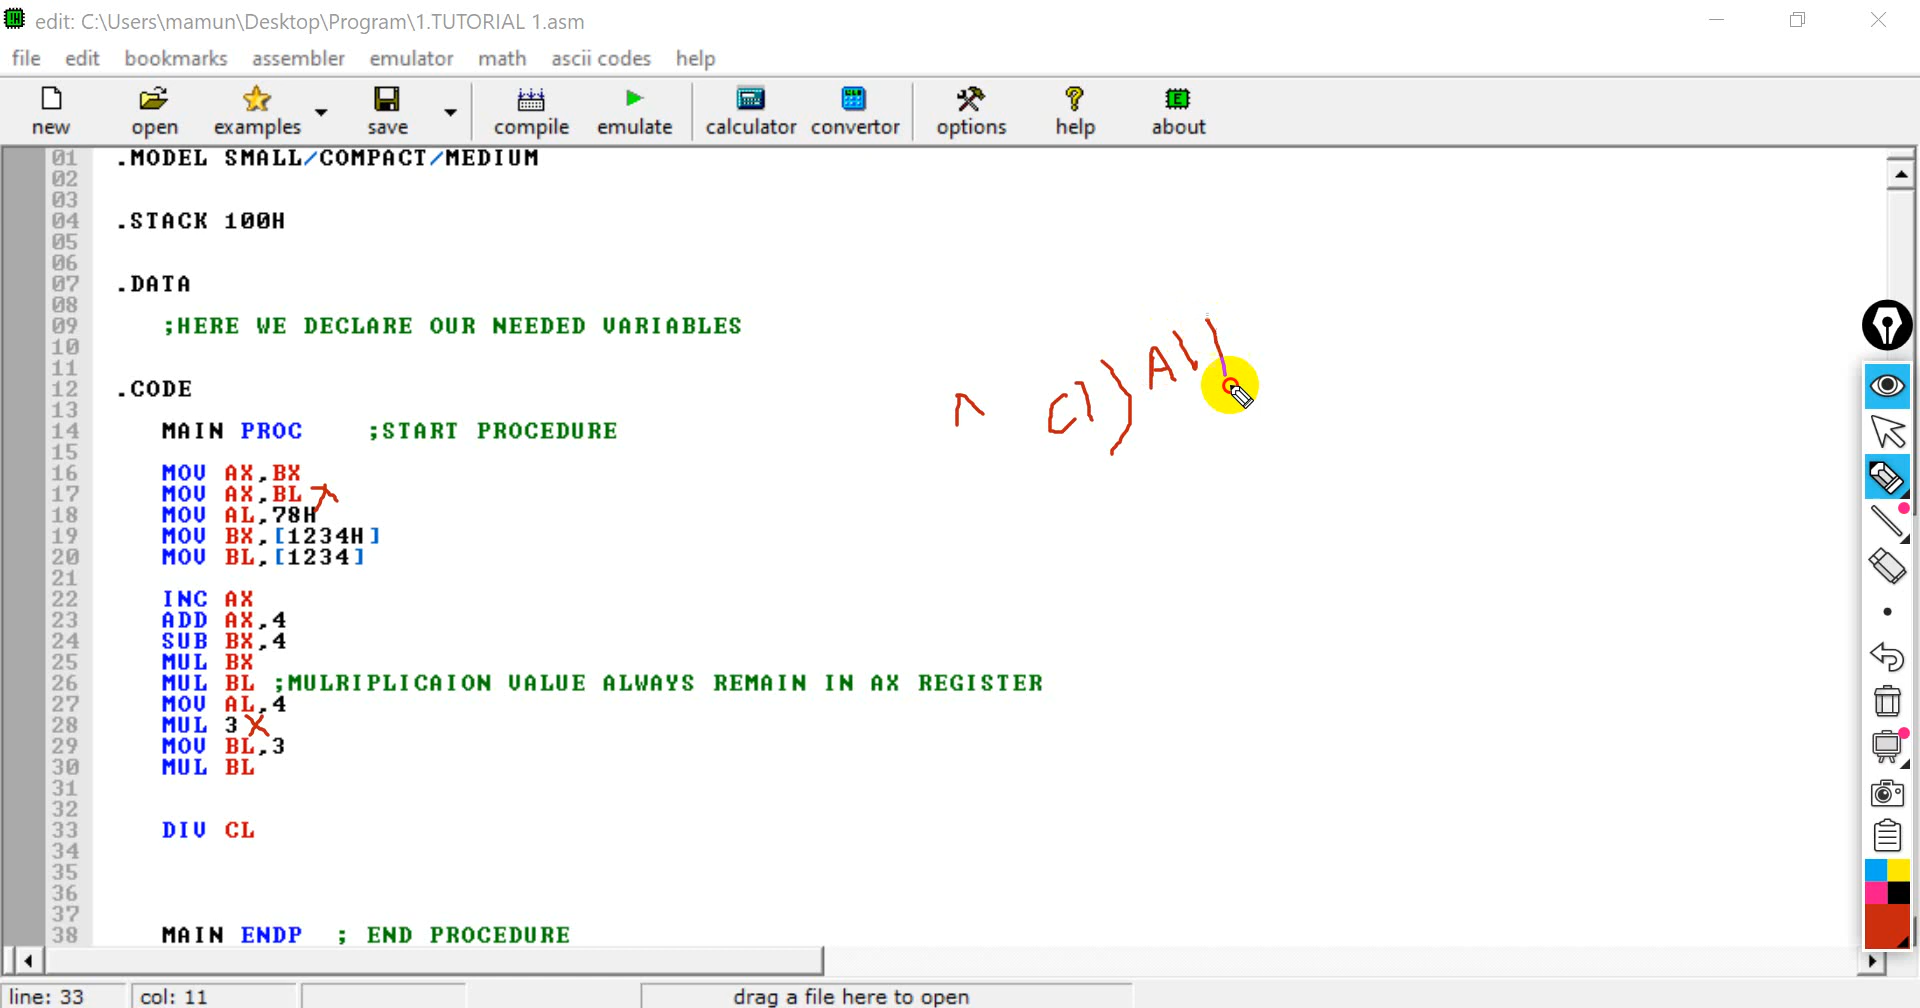 edit: C:\Users\mamun\Desktop\Program\1.TUTORIAL 1.asm
file edit bookmarks assembler emulator math ascii codes help
new open examples save compile emulate calculator convertor options help about
01 .MODEL SMALL/COMPACT/MEDIUM
02
03
04 .STACK 100H
05
06
07 .DATA
08
09 ;HERE WE DECLARE OUR NEEDED VARIABLES
10
11
12 .CODE
13
14 MAIN PROC ;START PROCEDURE
15
16 MOV AX,BX
17 MOV AX,BL
18 MOV AL,78H
19 MOV BX,[1234H]
20 MOV BL,[1234]
21
22 INC AX
23 ADD AX,4
24 SUB BX,4
25 MUL BX
26 MUL BL ;MULRIPLICAION VALUE ALWAYS REMAIN IN AX REGISTER
27 MOV AL,4
28 MUL 3 X
29 MOV BL,3
30 MUL BL
31
32
33 DIV CL
34
35
36
37
38 MAIN ENDP ; END PROCEDURE
line: 33
col: 11
drag a file here to open